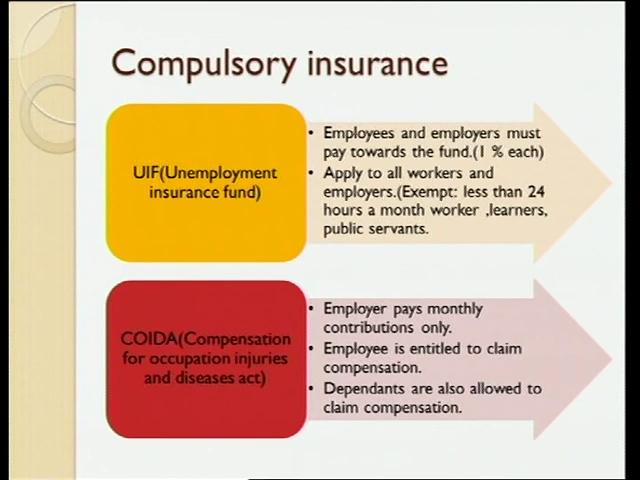 Compulsory insurance
UIF(Unemployment
insurance fund)
• Employees and employers must
pay towards the fund.(1 % each)
• Apply to all workers and
employers.(Exempt: less than 24
hours a month worker ,learners,
public servants.
COIDA(Compensation
for occupation injuries
and diseases act)
• Employer pays monthly
contributions only.
• Employee is entitled to claim
compensation.
• Dependants are also allowed to
claim compensation.